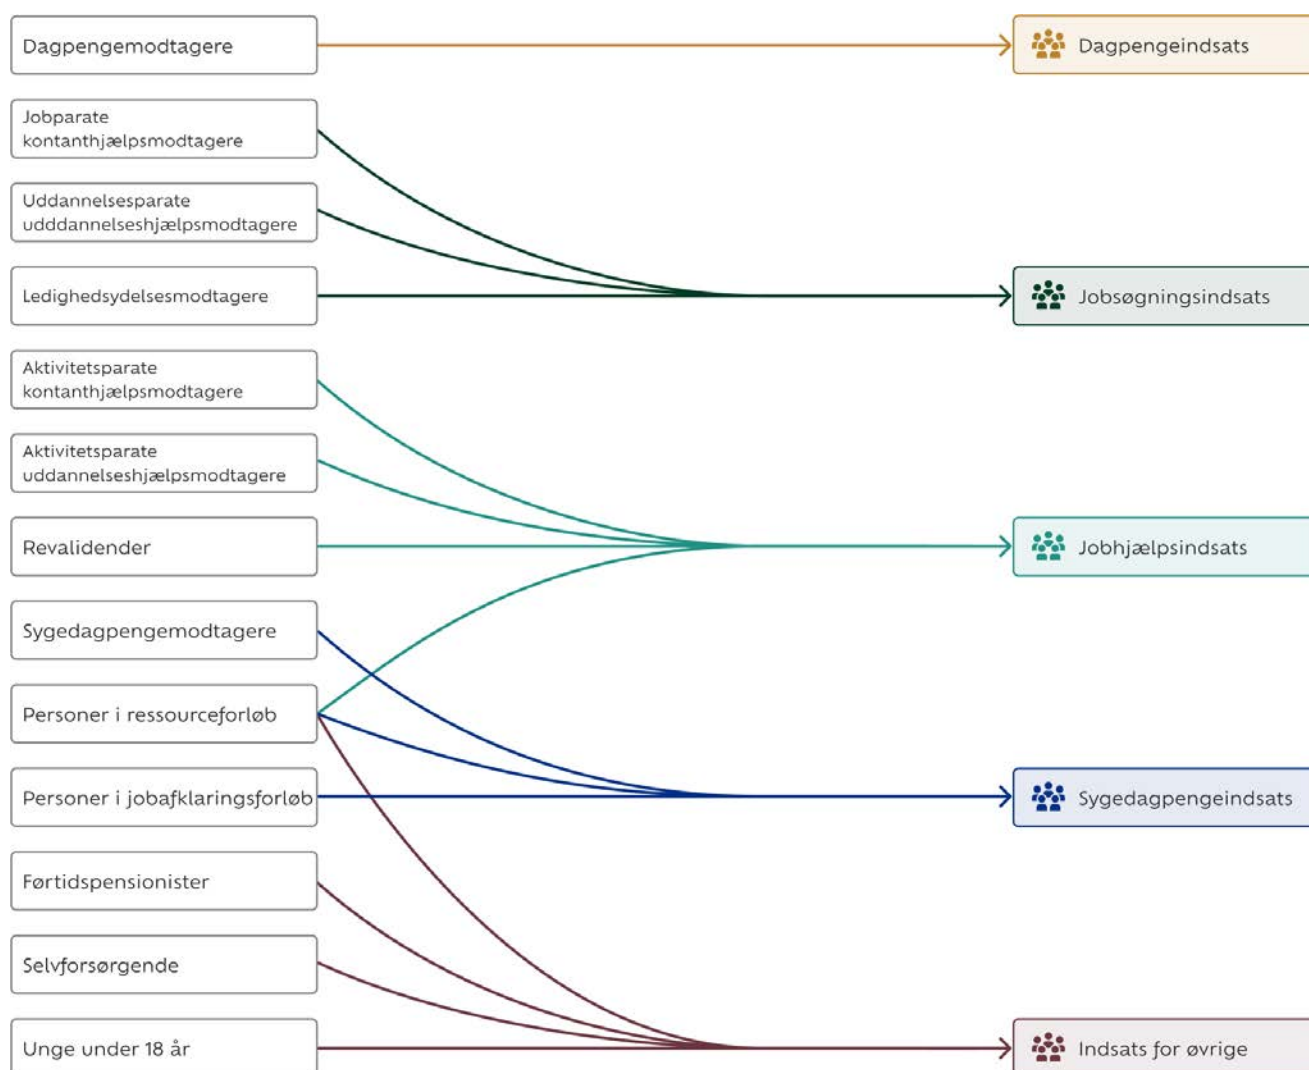 Dagpengemodtagere
Dagpengeindsats
Jobparate
kontanthjælpsmodtagere
Uddannelsesparate
udddannelseshjælpsmodtagere
Ledighedsydelsesmodtagere
Jobsøgningsindsats
Aktivitetsparate
kontanthjælpsmodtagere
Aktivitetsparate
uddannelseshjælpsmodtagere
Revalidender
Jobhjælpsindsats
Sygedagpengemodtagere
Personer i ressourceforløb
Personer i jobafklaringsforløb
Sygedagpengeindsats
Førtidspensionister
Selvforsørgende
Unge under 18 år
Indsats for øvrige